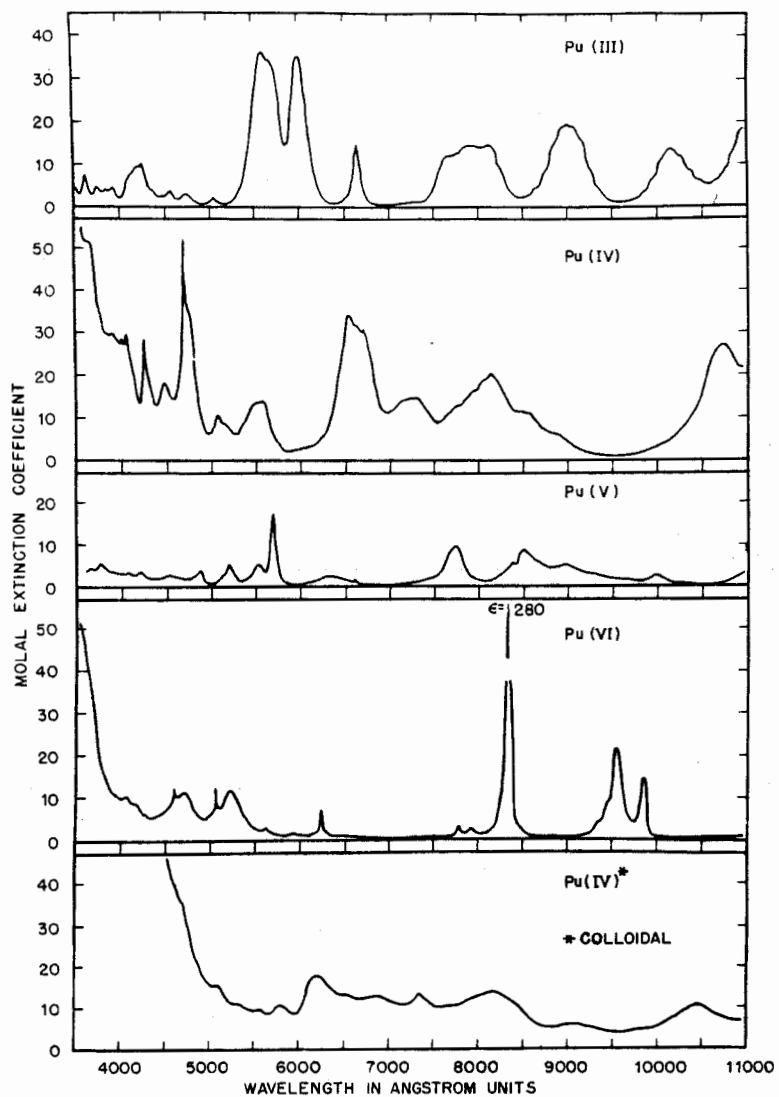 40
30
20
10
0
Pu (III)
50
40
30
20
10
0
Pu (IV)
20
10
0
Pu (V)
50
40
30
20
10
0
ϵ= 280
Pu (VI)
40
30
20
10
0
Pu(IV)*
* COLLOIDAL
MOLAL EXTINCTION COEFFICIENT
4000 5000 6000 7000 8000 9000 10000 11000
WAVELENGTH IN ANGSTROM UNITS